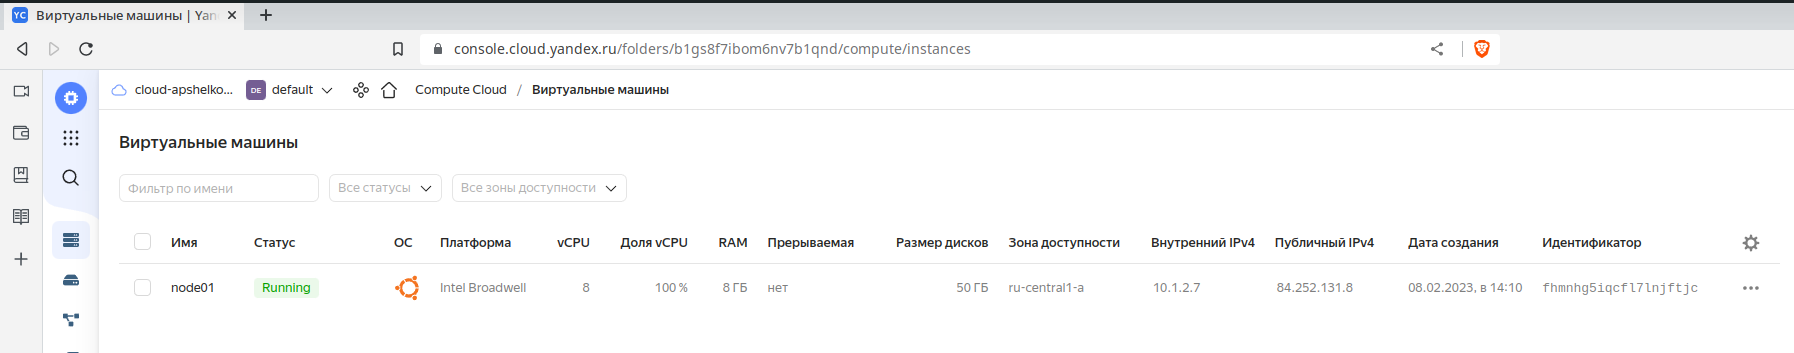 YC Виртуальные машины | Yan
console.cloud.yandex.ru/folders/b1gs8f7ibom6nv7b1qnd/compute/instances
cloud-apshelko... DE default Compute Cloud / Виртуальные машины
Виртуальные машины
Фильтр по имени Все статусы Все зоны доступности
Имя Статус ОС Платформа vCPU Доля vCPU RAM Прерываемая Размер дисков Зона доступности Внутренний IPv4 Публичный IPv4 Дата создания Идентификатор
node01 Running Intel Broadwell 8 100 % 8 ГБ нет 50 ГБ ru-central1-a 10.1.2.7 84.252.131.8 08.02.2023, в 14:10 fhmnhg5iqcfl7lnjftjc